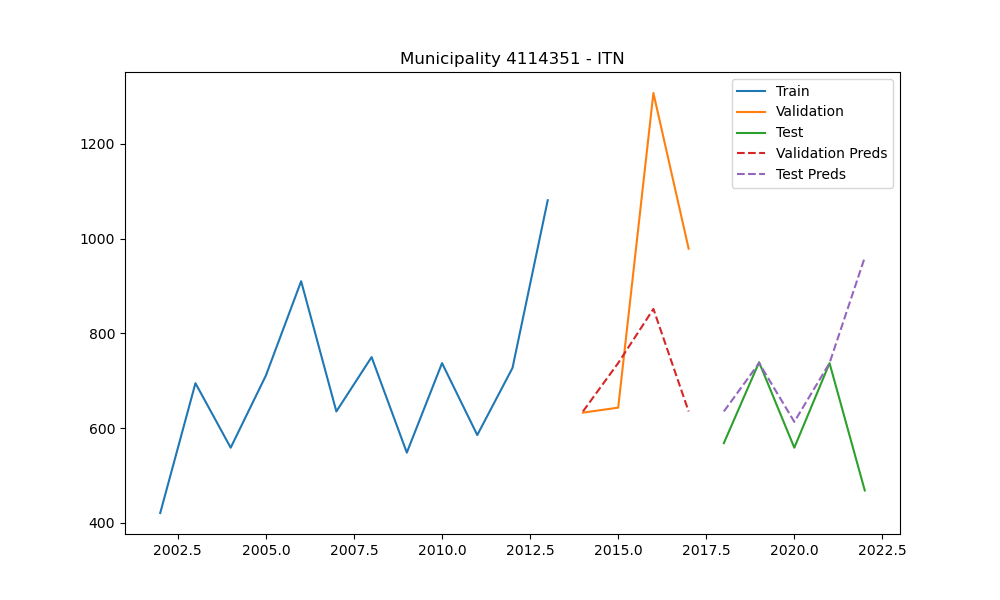 Municipality 4114351 - ITN
Train
Validation
Test
Validation Preds
Test Preds
1200
1000
800
600
400
2002.5 2005.0 2007.5 2010.0 2012.5 2015.0 2017.5 2020.0 2022.5